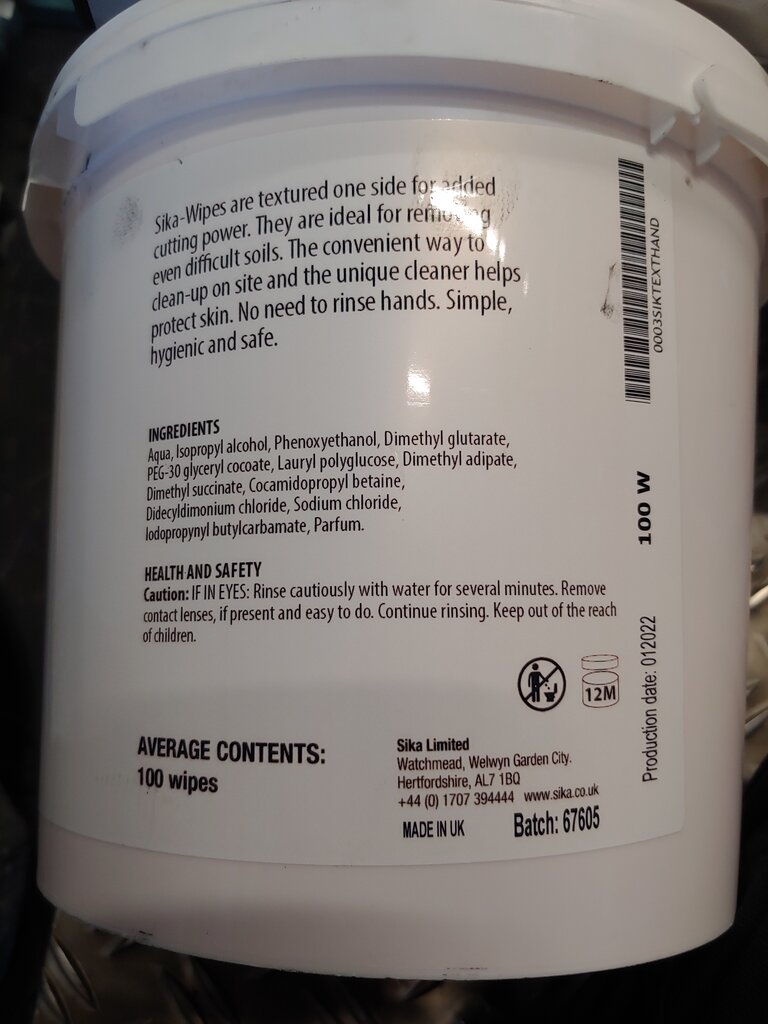 Sika-Wipes are textured one side for added
cutting power. They are ideal for removing
even difficult soils. The convenient way to
clean-up on site and the unique cleaner helps
protect skin. No need to rinse hands. Simple,
hygienic and safe.
INGREDIENTS
Aqua, Isopropyl alcohol, Phenoxyethanol, Dimethyl glutarate,
PEG-30 glyceryl cocoate, Lauryl polyglucose, Dimethyl adipate,
Dimethyl succinate, Cocamidopropyl betaine,
Didecyldimonium chloride, Sodium chloride,
Iodopropynyl butylcarbamate, Parfum.
HEALTH AND SAFETY
Caution: IF IN EYES: Rinse cautiously with water for several minutes. Remove
contact lenses, if present and easy to do. Continue rinsing. Keep out of the reach
of children.
12M
AVERAGE CONTENTS:
100 wipes
Sika Limited
Watchmead, Welwyn Garden City.
Hertfordshire, AL7 1BQ
+44 (0) 1707 394444 www.sika.co.uk
MADE IN UK
Batch: 67605
0003SIKTEXTHAND
100 W
Production date: 012022